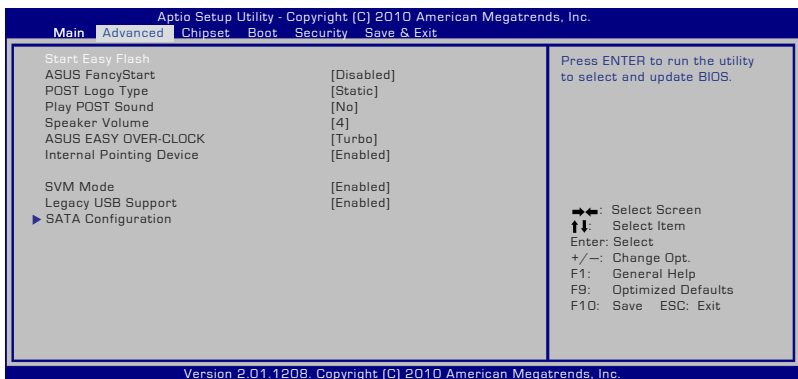 Aptio Setup Utility - Copyright (C) 2010 American Megatrends, Inc.
Main Advanced Chipset Boot Security Save & Exit
Start Easy Flash
ASUS FancyStart [Disabled]
POST Logo Type [Static]
Play POST Sound [No]
Speaker Volume [4]
ASUS EASY OVER-CLOCK [Turbo]
Internal Pointing Device [Enabled]
SVM Mode [Enabled]
Legacy USB Support [Enabled]
SATA Configuration
Press ENTER to run the utility
to select and update BIOS.
→←: Select Screen
↑↓: Select Item
Enter: Select
+/−: Change Opt.
F1: General Help
F9: Optimized Defaults
F10: Save ESC: Exit
Version 2.01.1208. Copyright (C) 2010 American Megatrends, Inc.